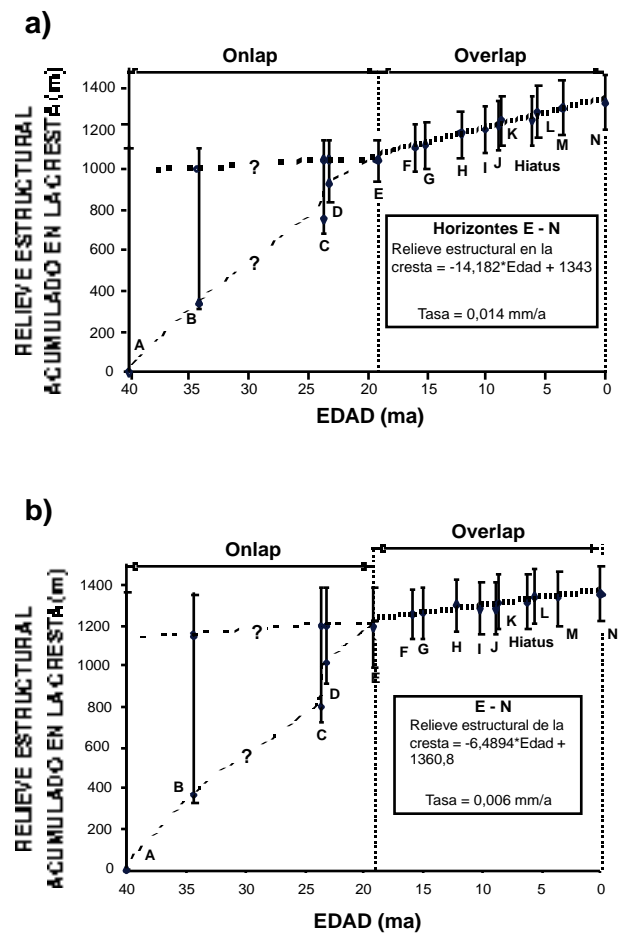 a)
Onlap
Overlap
RELIEVE ESTRUCTURAL
ACUMULADO EN LA CRESTA (m)
1400
1200
1000
800
600
400
200
0
?
?
A
B
C
D
E
F
G
H
I
J
K
L
M
N
Hiatus
Horizontes E - N
Relieve estructural en la
cresta = -14,182*Edad + 1343
Tasa = 0,014 mm/a
40 35 30 25 20 15 10 5 0
EDAD (ma)
b)
Onlap
Overlap
RELIEVE ESTRUCTURAL
ACUMULADO EN LA CRESTA (m)
1400
1200
1000
800
600
400
200
0
?
?
A
B
C
D
E
F
G
H
I
J
K
L
M
N
Hiatus
E - N
Relieve estructural de la
cresta = -6,4894*Edad +
1360,8
Tasa = 0,006 mm/a
40 35 30 25 20 15 10 5 0
EDAD (ma)